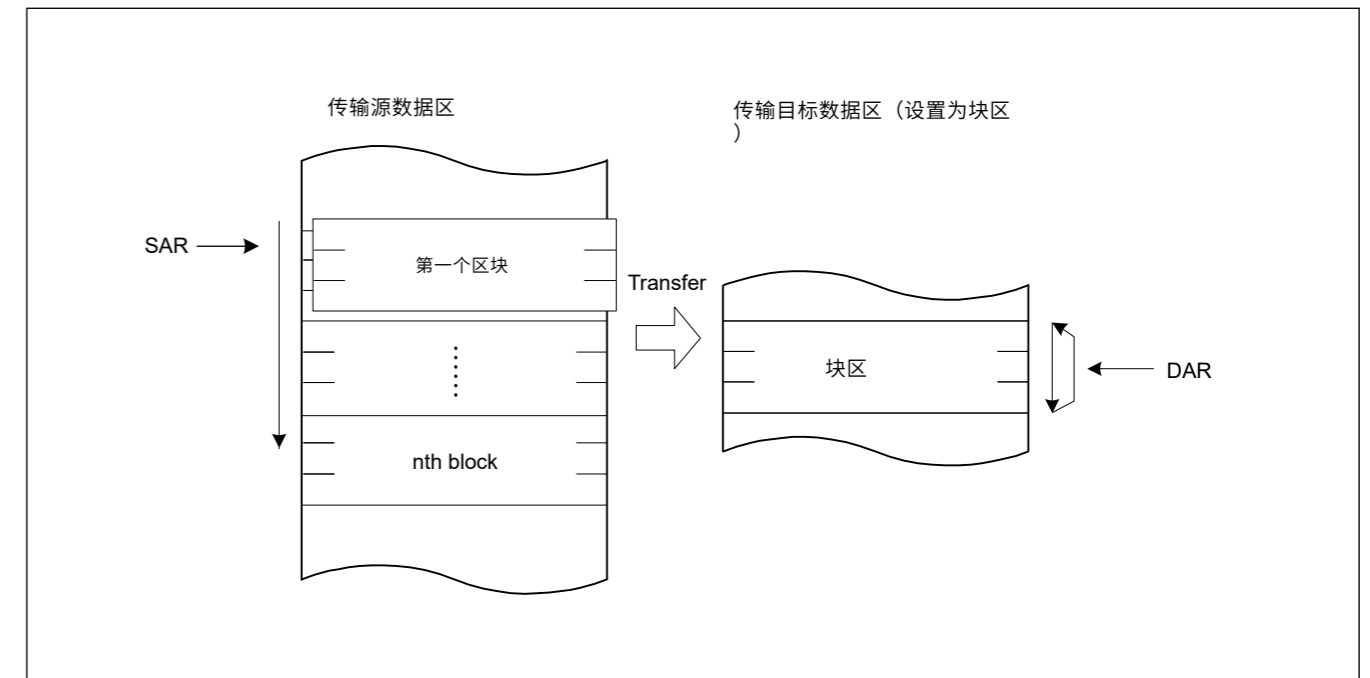 传输源数据区
传输目标数据区（设置为块区
）
SAR
第一个区块
Transfer
块区
DAR
nth block